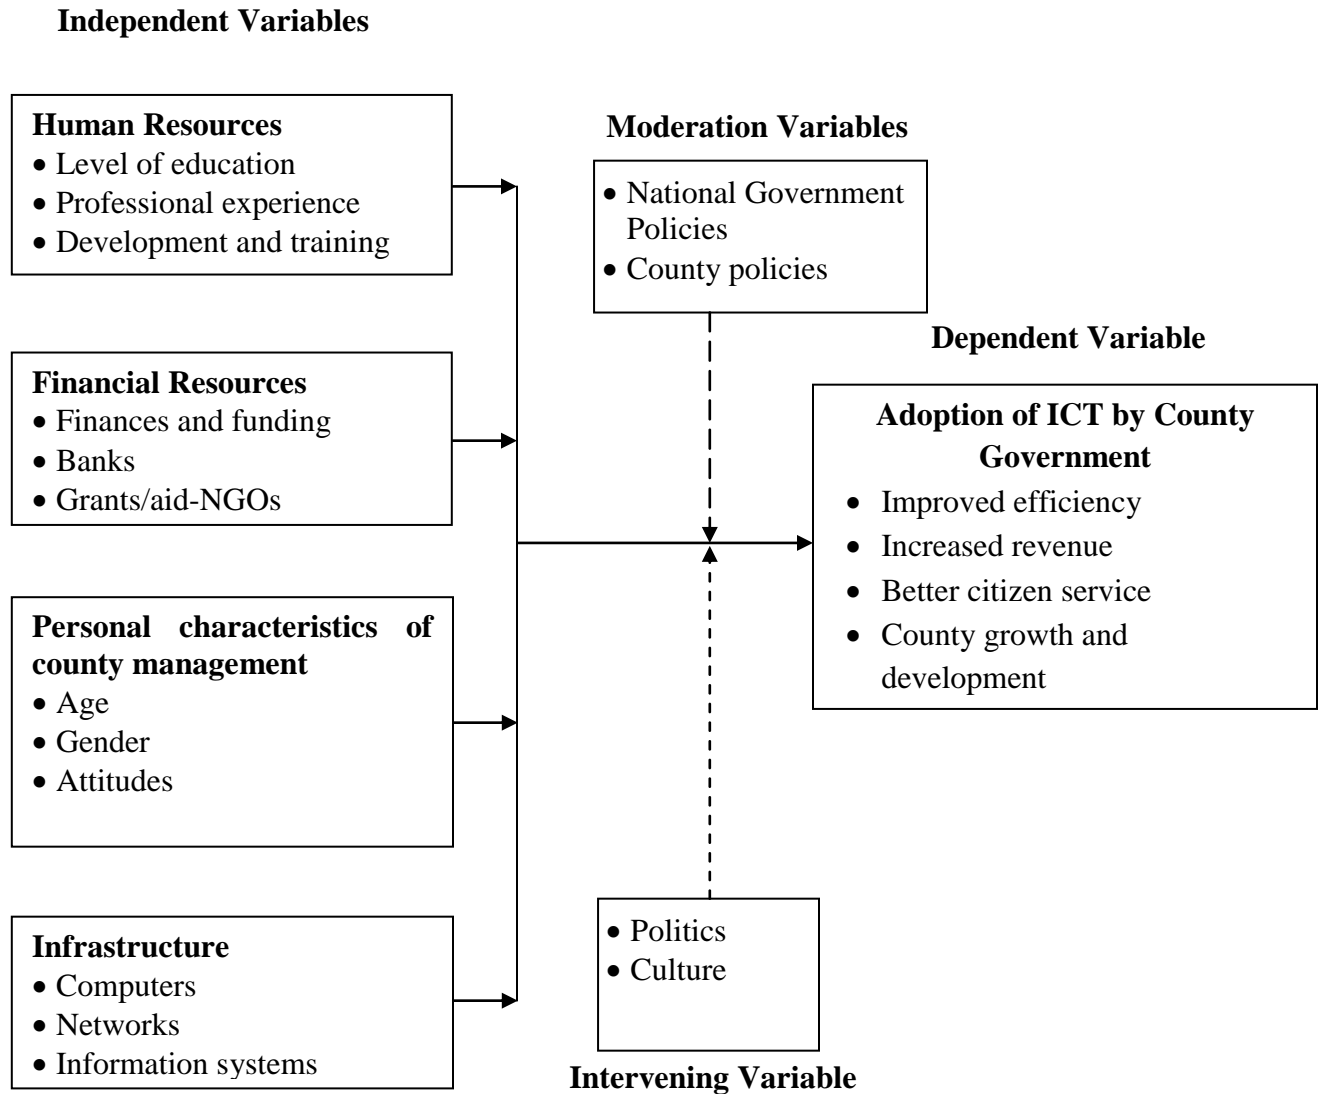 Independent Variables
Human Resources
• Level of education
• Professional experience
• Development and training
Financial Resources
• Finances and funding
• Banks
• Grants/aid-NGOs
Personal characteristics of
county management
• Age
• Gender
• Attitudes
Infrastructure
• Computers
• Networks
• Information systems
Moderation Variables
• National Government
Policies
• County policies
• Politics
• Culture
Intervening Variable
Dependent Variable
Adoption of ICT by County
Government
• Improved efficiency
• Increased revenue
• Better citizen service
• County growth and
development